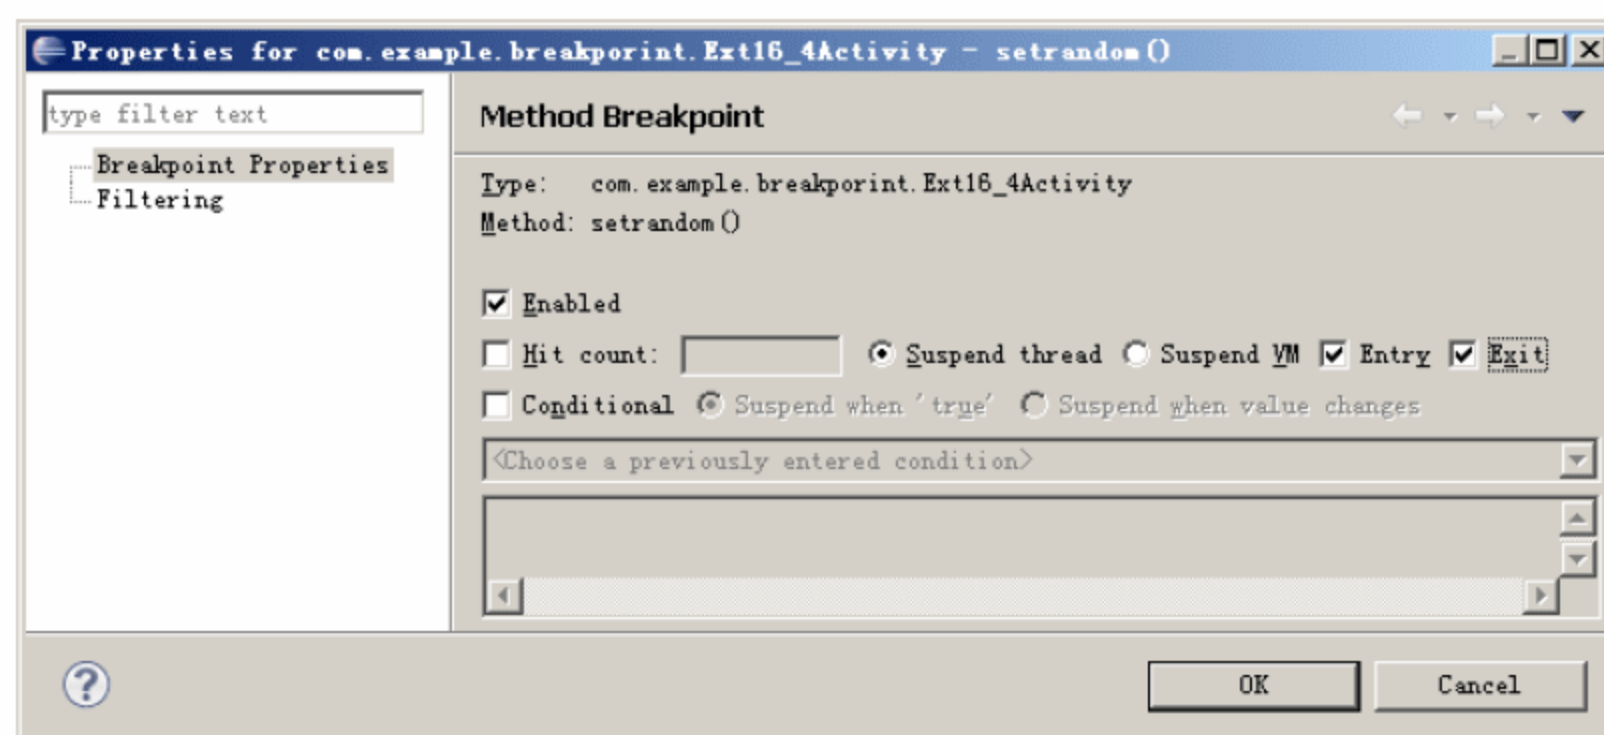 Properties for com.example.breakporint.Ext16_4Activity - setrandom()
type filter text
Breakpoint Properties
Filtering
Method Breakpoint
Type: com.example.breakporint.Ext16_4Activity
Method: setrandom()
Enabled
Hit count: Suspend thread Suspend VM Entry Exit
Conditional Suspend when 'true' Suspend when value changes
<Choose a previously entered condition>
OK Cancel